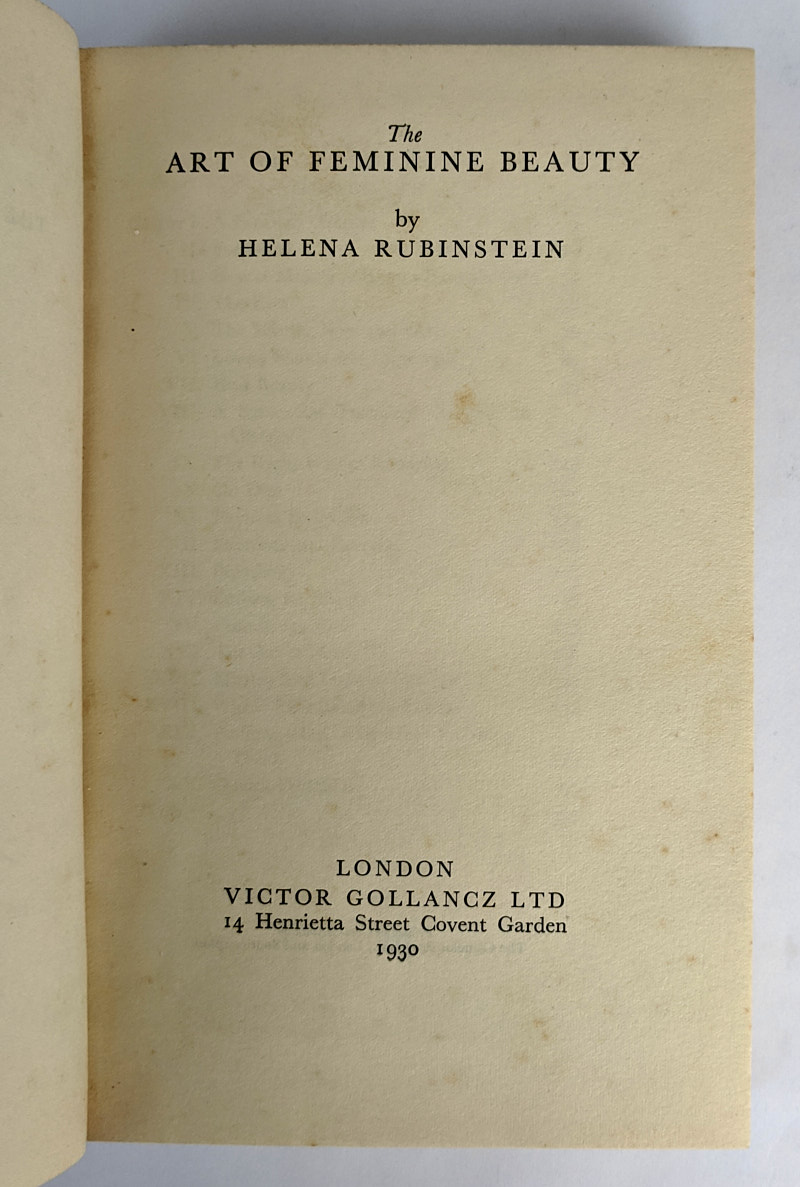 The
ART OF FEMININE BEAUTY
by
HELENA RUBINSTEIN
LONDON
VICTOR GOLLANCZ LTD
14 Henrietta Street Covent Garden
1930